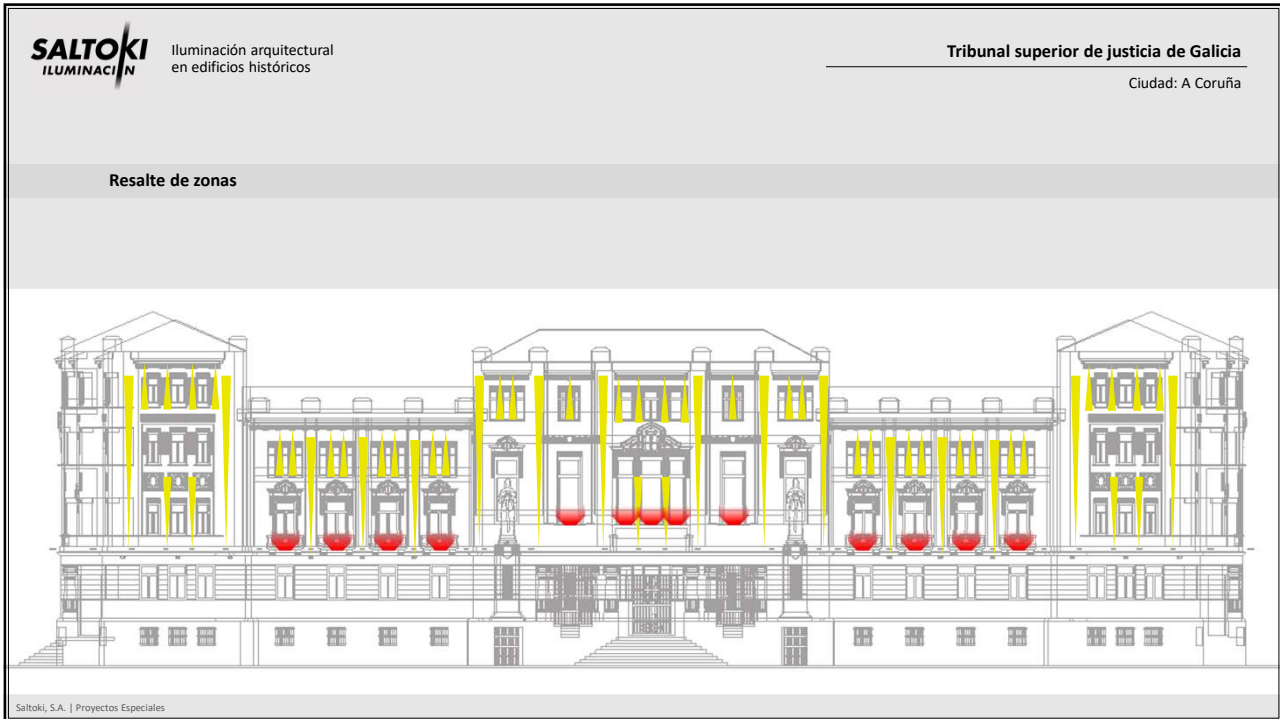 SALTOKI
ILUMINACIÓN
Iluminación arquitectural
en edificios históricos
Tribunal superior de justicia de Galicia
Ciudad: A Coruña
Resalte de zonas
Saltoki, S.A. | Proyectos Especiales